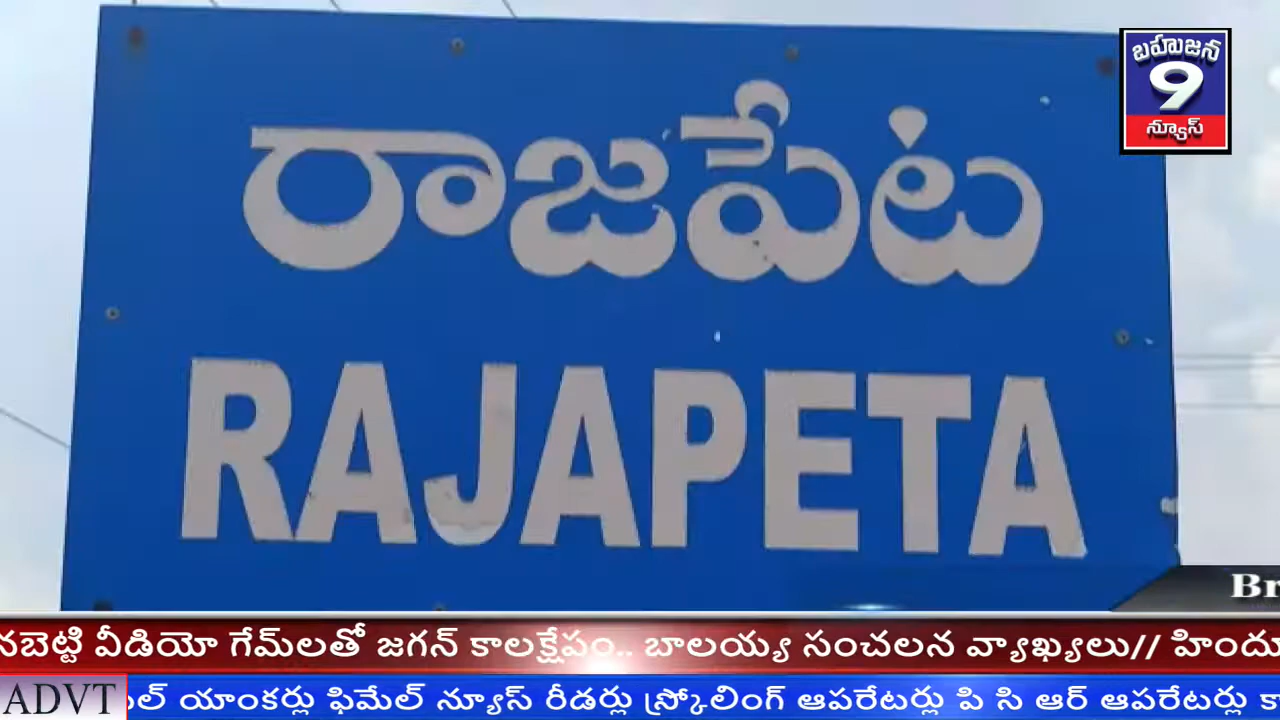 బహుజన
9
న్యూస్
రాజపేట
RAJAPETA
Br
నబెట్టి వీడియో గేమ్‌లతో జగన్ కాలక్షేపం.. బాలయ్య సంచలన వ్యాఖ్యలు// హిందు
ADVT
ల్ యాంకర్లు ఫిమేల్ న్యూస్ రీడర్లు స్క్రోలింగ్ ఆపరేటర్లు పి సి ఆర్ ఆపరేటర్లు కా